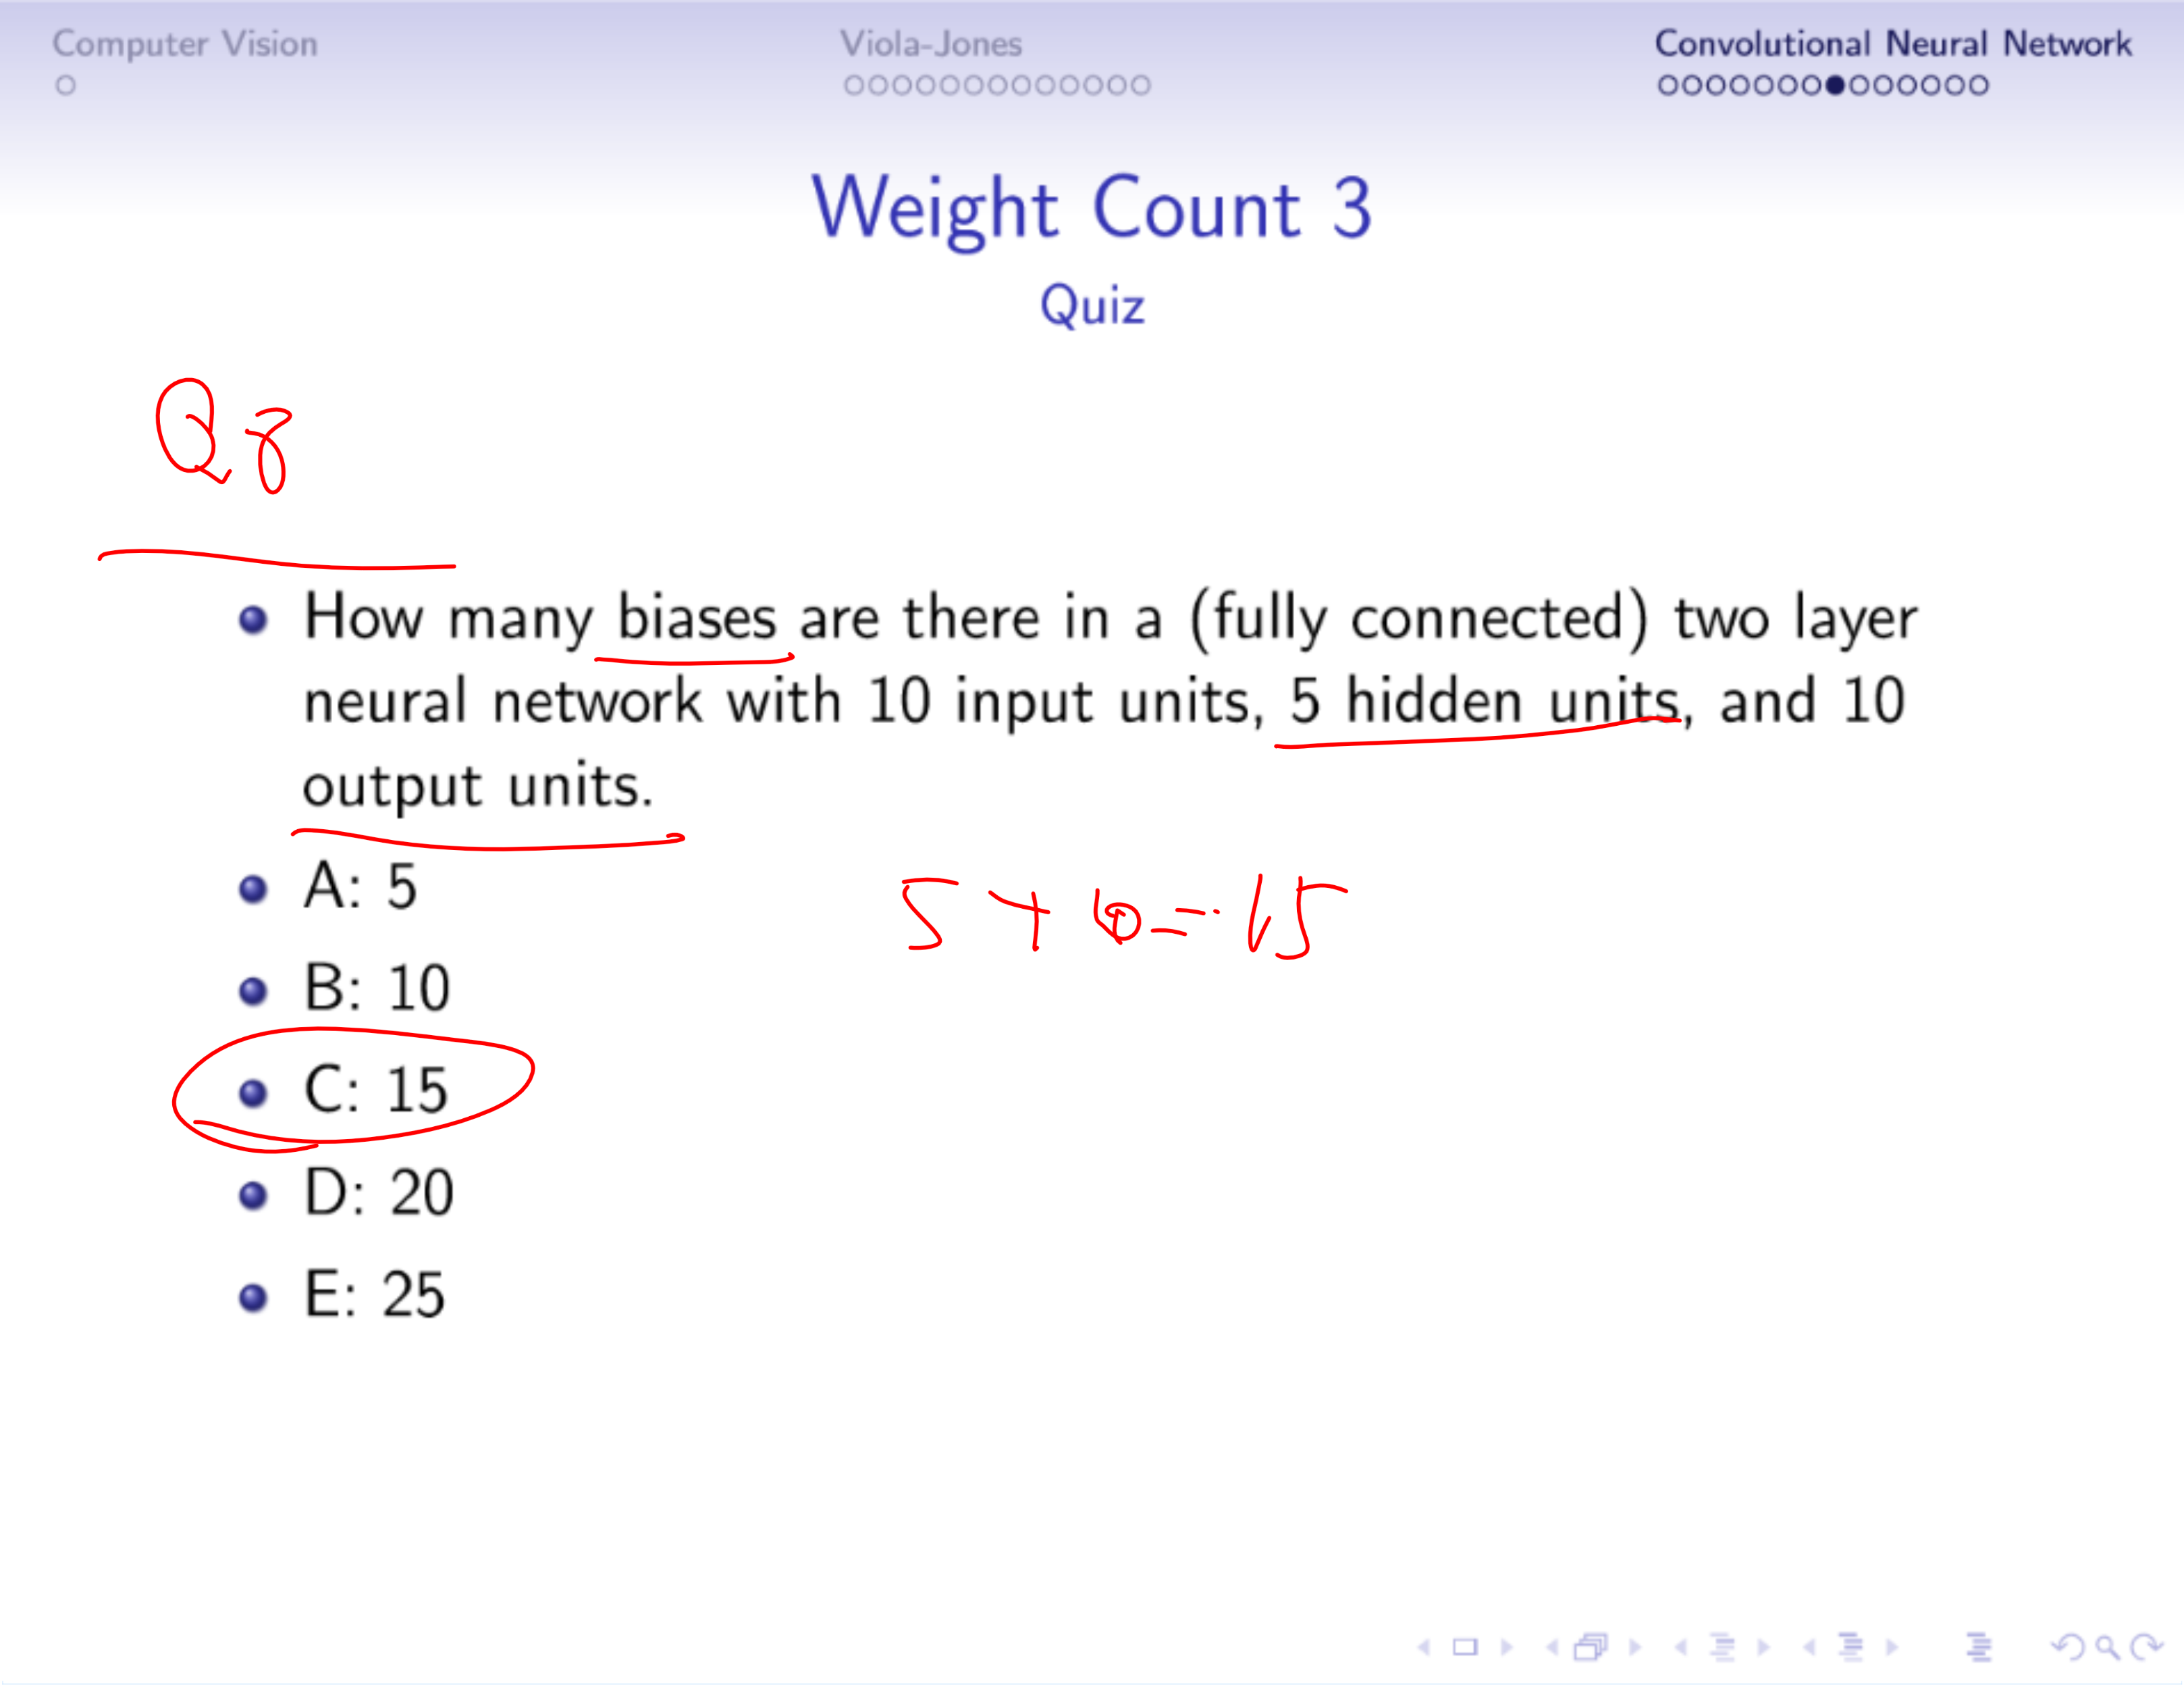 Computer Vision
Viola-Jones
Convolutional Neural Network
Weight Count 3
Quiz
Q8
How many biases are there in a (fully connected) two layer
neural network with 10 input units, 5 hidden units, and 10
output units.
A: 5
5 + 10 = 15
B: 10
C: 15
D: 20
E: 25